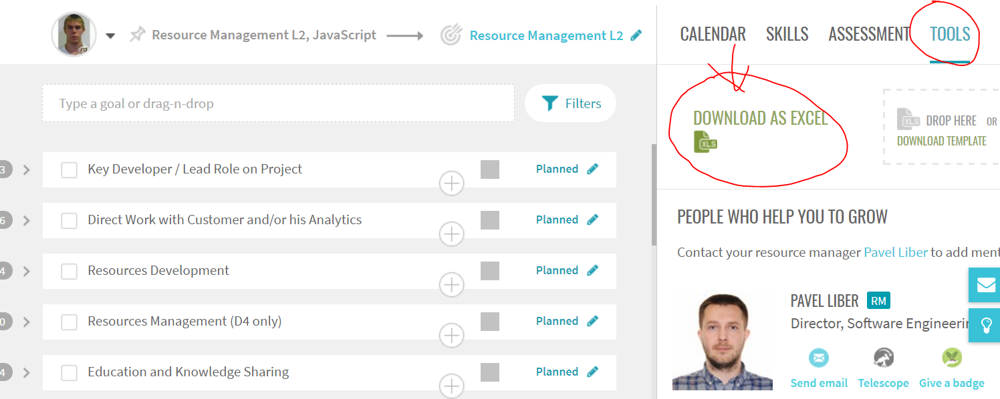 Resource Management L2, JavaScript
Resource Management L2
CALENDAR
SKILLS
ASSESSMENT
TOOLS
Type a goal or drag-n-drop
Filters
DOWNLOAD AS EXCEL
XLS
XLS
DROP HERE OR
DOWNLOAD TEMPLATE
3
Key Developer / Lead Role on Project
Planned
6
Direct Work with Customer and/or his Analytics
Planned
4
Resources Development
Planned
0
Resources Management (D4 only)
Planned
4
Education and Knowledge Sharing
Planned
PEOPLE WHO HELP YOU TO GROW
Contact your resource manager Pavel Liber to add ment
PAVEL LIBER
RM
Director, Software Engineerin
Send email
Telescope
Give a badge